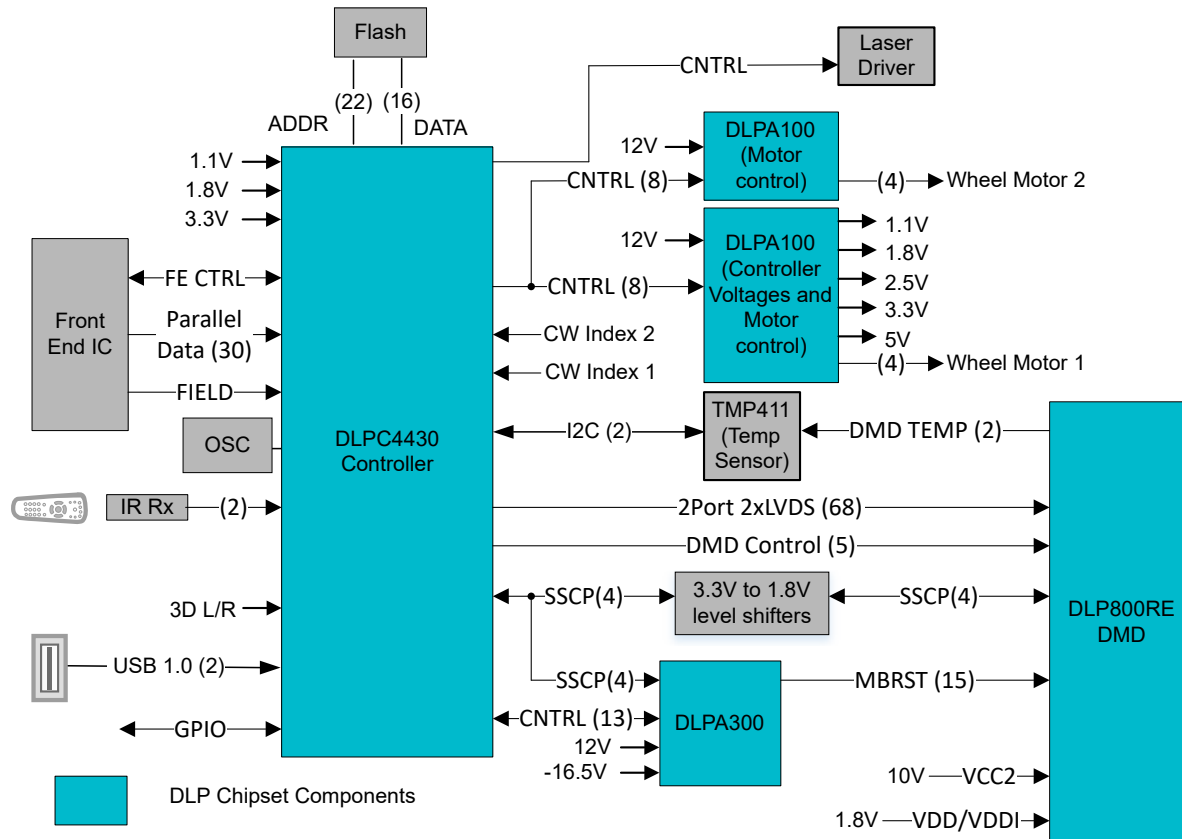 Flash
(22) (16)
ADDR
DATA
CNTRL
Laser
Driver
1.1V
1.8V
3.3V
12V
CNTRL (8)
DLPA100
(Motor
control)
(4)
Wheel Motor 2
12V
CNTRL (8)
DLPA100
(Controller
Voltages and
Motor
control)
1.1V
1.8V
2.5V
3.3V
5V
(4)
Wheel Motor 1
Front
End IC
FE CTRL
Parallel
Data (30)
FIELD
OSC
DLPC4430
Controller
CW Index 2
CW Index 1
I2C (2)
TMP411
(Temp
Sensor)
DMD TEMP (2)
IR Rx
(2)
2Port 2xLVDS (68)
DMD Control (5)
3D L/R
SSCP(4)
3.3V to 1.8V
level shifters
SSCP(4)
DLP800RE
DMD
USB 1.0 (2)
SSCP(4)
CNTRL (13)
12V
-16.5V
DLPA300
MBRST (15)
GPIO
10V
VCC2
1.8V
VDD/VDDI
DLP Chipset Components